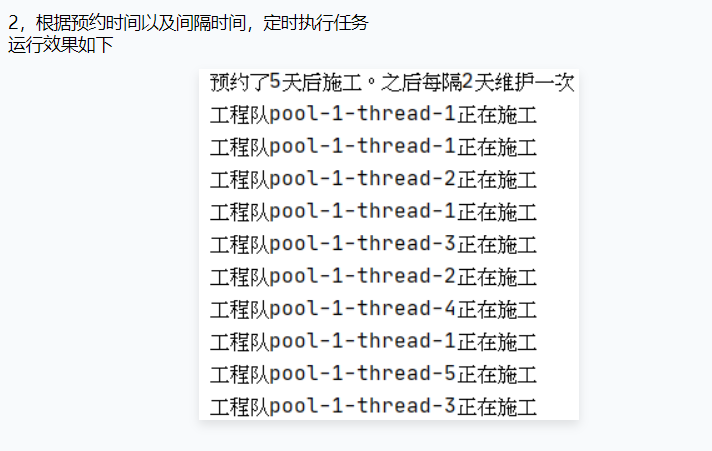 2，根据预约时间以及间隔时间，定时执行任务
运行效果如下
预约了5天后施工。之后每隔2天维护一次
工程队pool-1-thread-1正在施工
工程队pool-1-thread-1正在施工
工程队pool-1-thread-2正在施工
工程队pool-1-thread-1正在施工
工程队pool-1-thread-3正在施工
工程队pool-1-thread-2正在施工
工程队pool-1-thread-4正在施工
工程队pool-1-thread-1正在施工
工程队pool-1-thread-5正在施工
工程队pool-1-thread-3正在施工